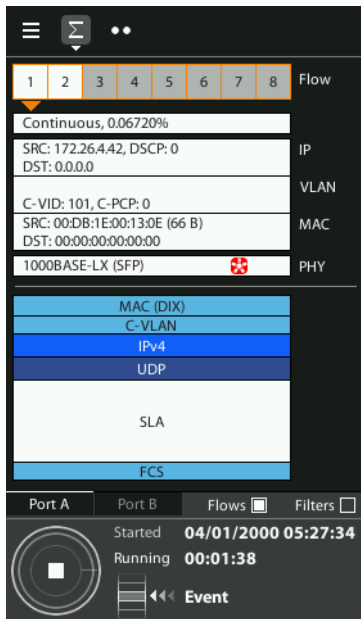 Σ
1 2 3 4 5 6 7 8 Flow
Continuous, 0.06720%
SRC: 172.26.4.42, DSCP: 0 IP
DST: 0.0.0.0
VLAN
C-VID: 101, C-PCP: 0
SRC: 00:DB:1E:00:13:0E (66 B) MAC
DST: 00:00:00:00:00:00
1000BASE-LX (SFP) PHY
MAC (DIX)
C-VLAN
IPv4
UDP
SLA
FCS
Port A Port B Flows Filters
Started 04/01/2000 05:27:34
Running 00:01:38
Event